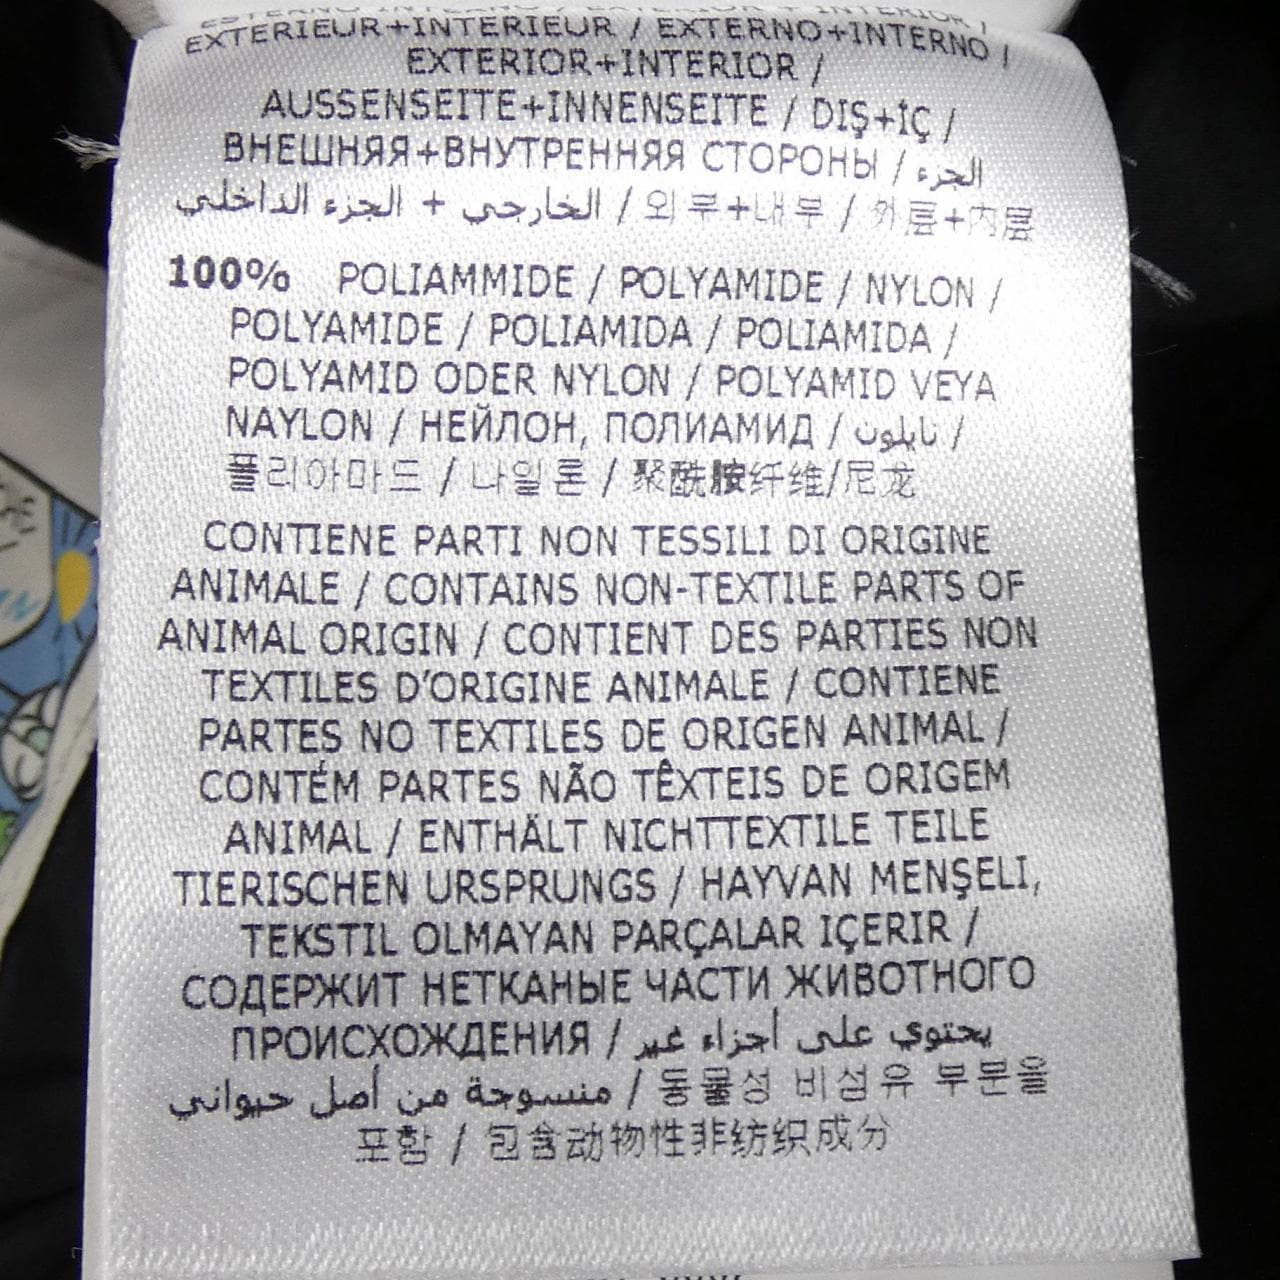 ESTERNO+INTERNO / EXTERIOR + INTERIOR /
EXTERIEUR+INTERIEUR / EXTERNO+INTERNO /
EXTERIOR+INTERIOR /
AUSSENSEITE+INNENSEITE / DIŞ+İÇ /
ВНЕШНЯЯ+ВНУТРЕННЯЯ СТОРОНЫ / الجزء
الخارجي + الجزء الداخلي / 외부+내부 / 外层+内层
100% POLIAMMIDE / POLYAMIDE / NYLON /
POLYAMIDE / POLIAMIDA / POLIAMIDA /
POLYAMID ODER NYLON / POLYAMID VEYA
NAYLON / НЕЙЛОН, ПОЛИАМИД / نايلون /
폴리아마드 / 나일론 / 聚酰胺纤维/尼龙
CONTIENE PARTI NON TESSILI DI ORIGINE
ANIMALE / CONTAINS NON-TEXTILE PARTS OF
ANIMAL ORIGIN / CONTIENT DES PARTIES NON
TEXTILES D'ORIGINE ANIMALE / CONTIENE
PARTES NO TEXTILES DE ORIGEN ANIMAL /
CONTÉM PARTES NÃO TÊXTEIS DE ORIGEM
ANIMAL / ENTHÄLT NICHTTEXTILE TEILE
TIERISCHEN URSPRUNGS / HAYVAN MENŞELI,
TEKSTIL OLMAYAN PARÇALAR IÇERIR /
СОДЕРЖИТ НЕТКАНЫЕ ЧАСТИ ЖИВОТНОГО
ПРОИСХОЖДЕНИЯ / يحتوي على أجزاء غير
منسوجة من أصل حيواني / 동물성 비섬유 부문을
포함 / 包含动物性非纺织成分